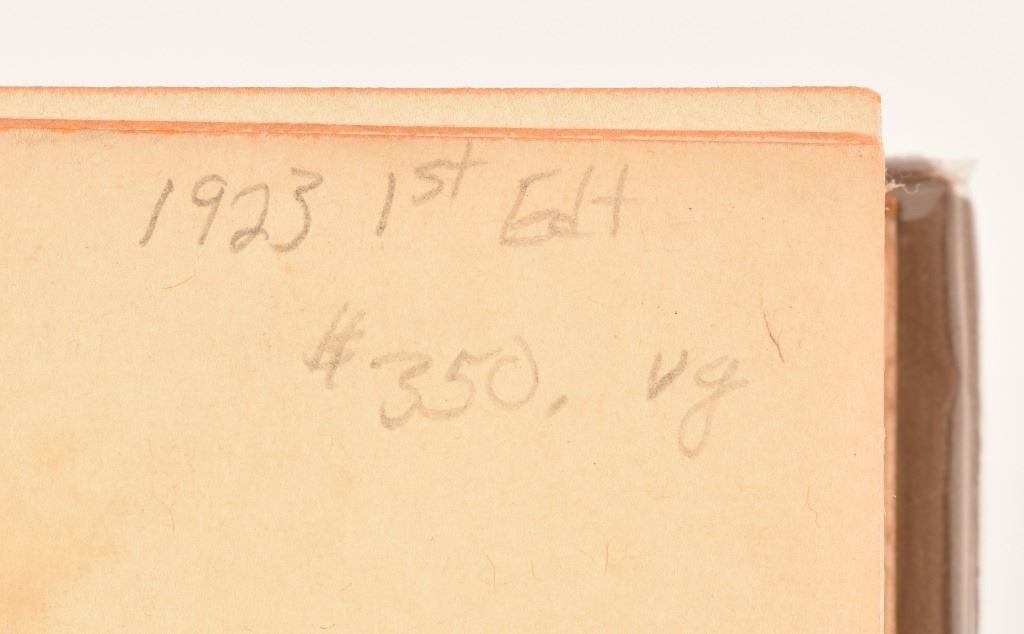 1923 1st Edt
#350. vg